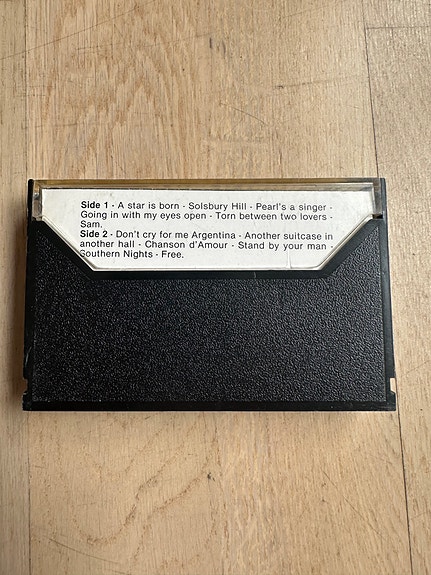 Side 1 - A star is born - Solsbury Hill - Pearl's a singer -
Going in with my eyes open - Torn between two lovers -
Sam.
Side 2 - Don't cry for me Argentina - Another suitcase in
another hall - Chanson d'Amour - Stand by your man -
Southern Nights - Free.